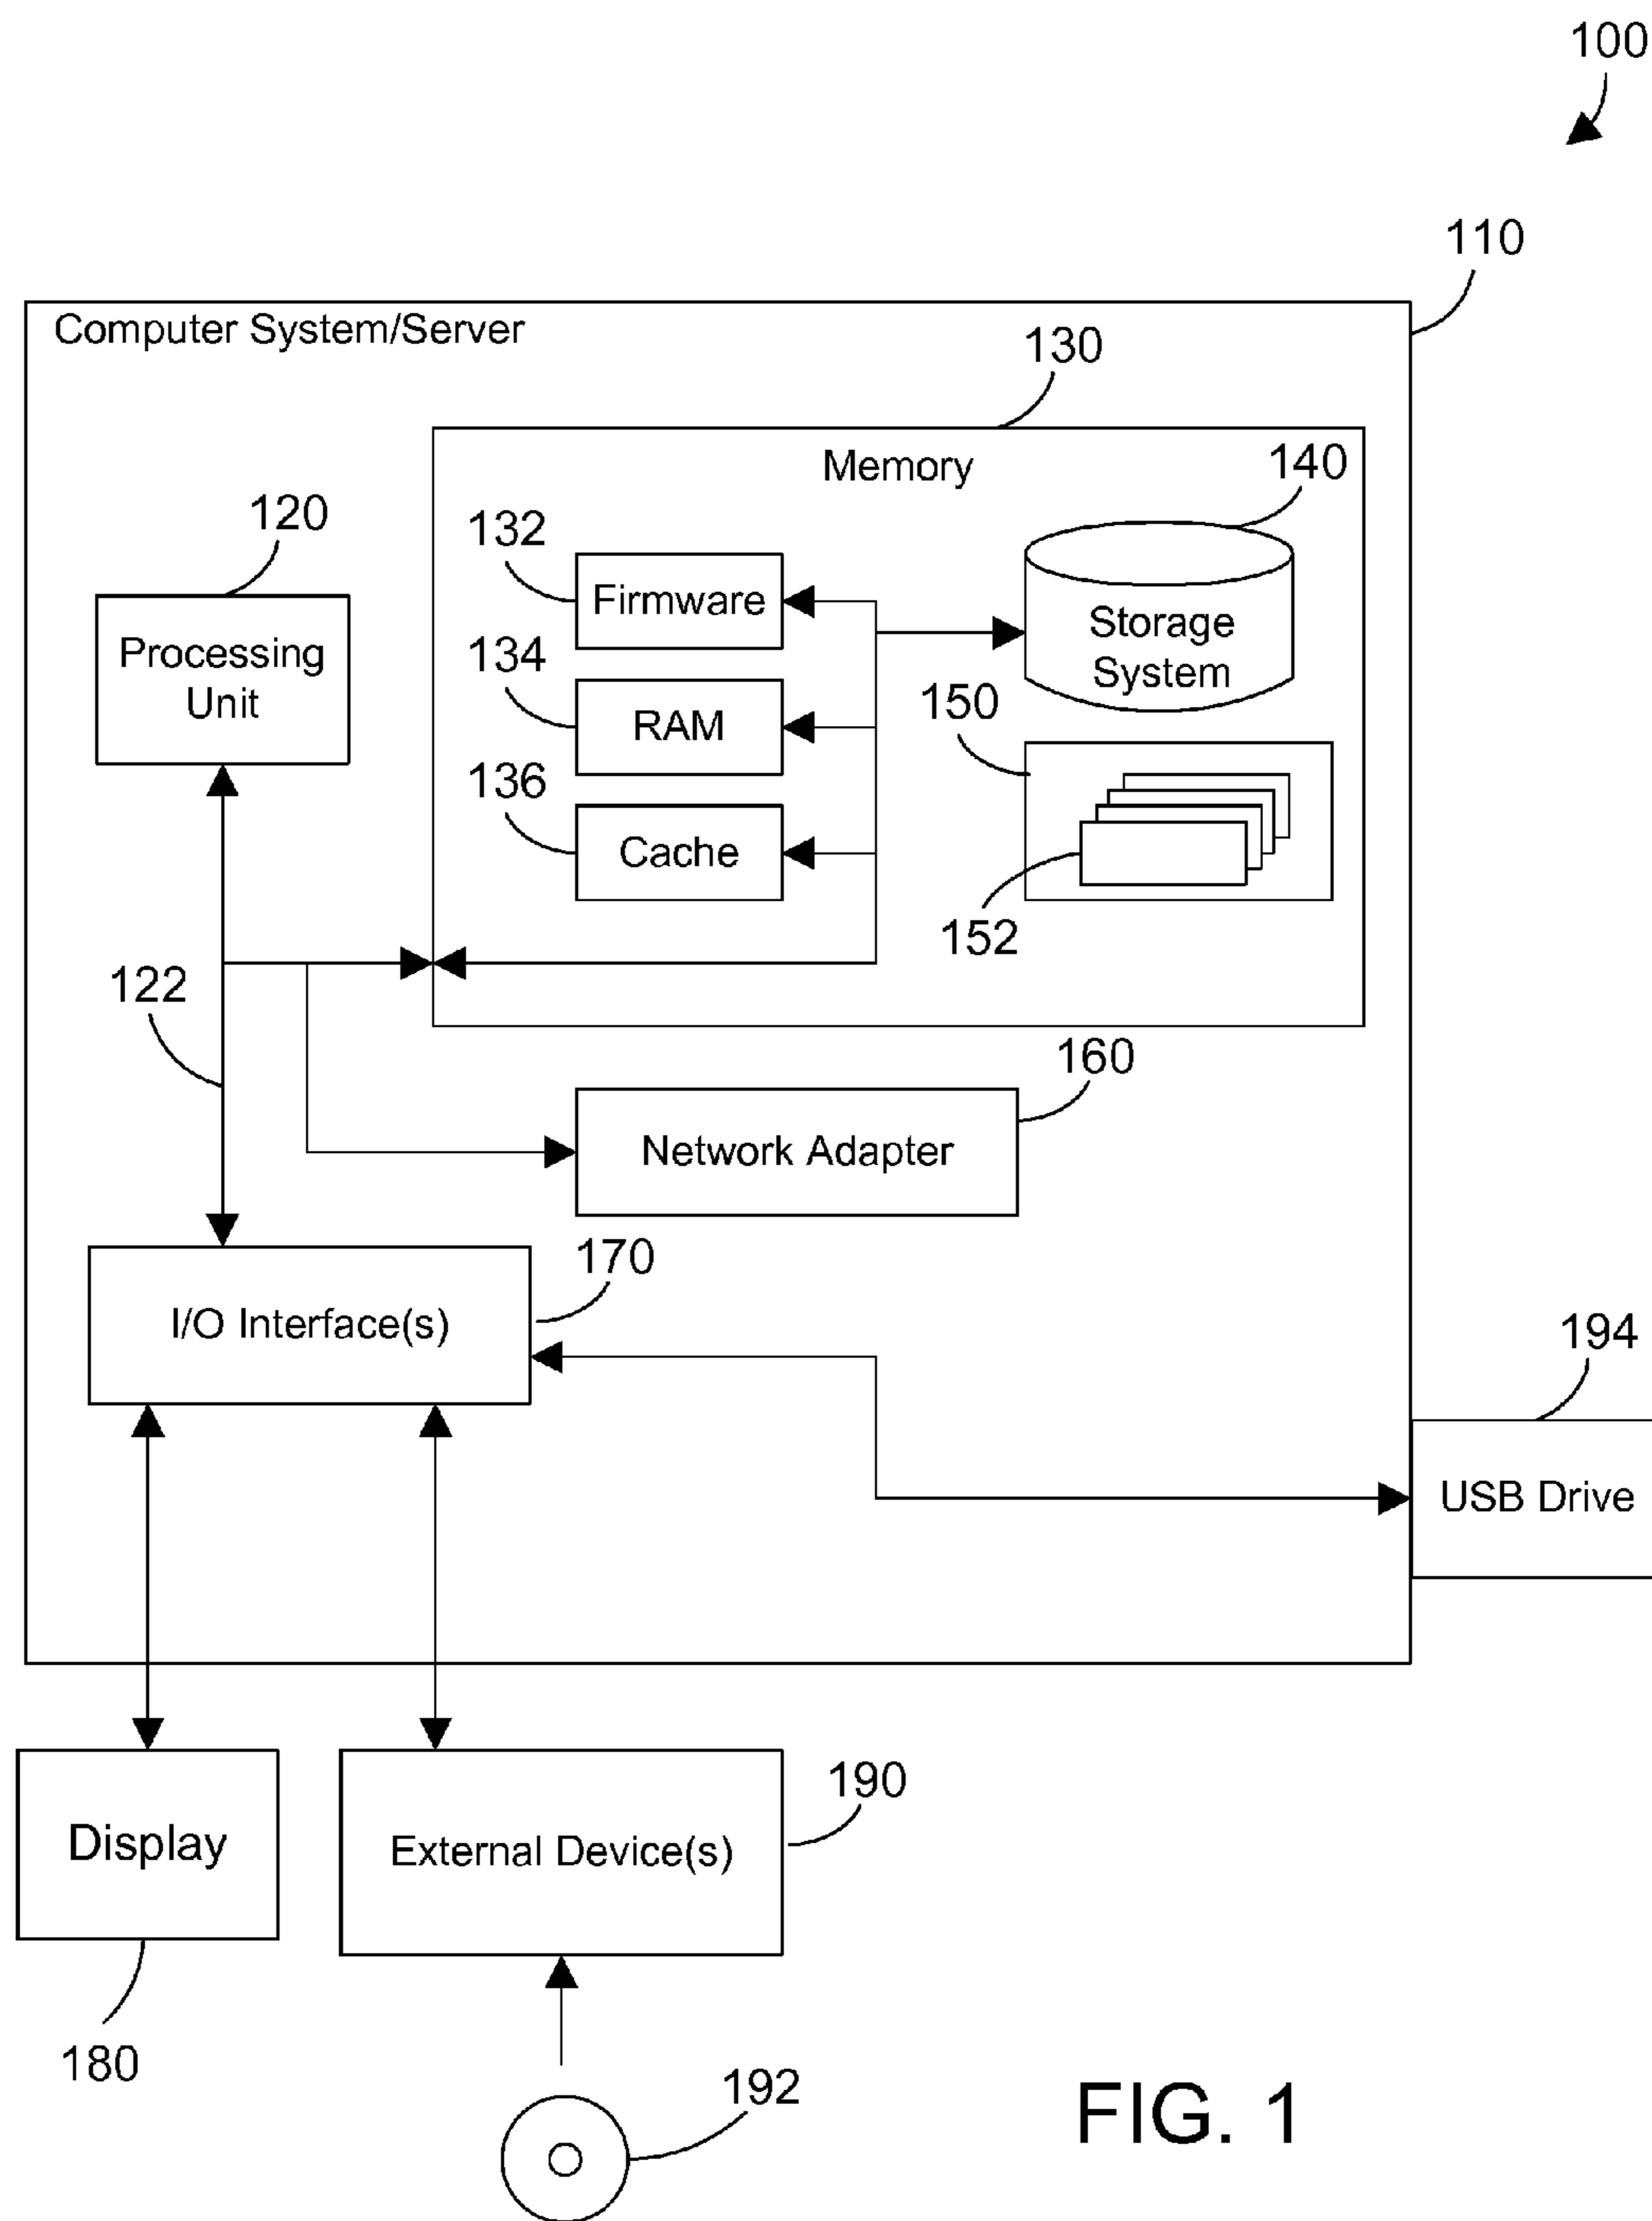 100
110
Computer System/Server
130
Memory
140
120
132
Firmware
Processing
Unit
Storage
System
134
RAM
150
136
Cache
152
122
160
Network Adapter
170
I/O Interface(s)
194
USB Drive
190
Display
External Device(s)
180
192
FIG. 1